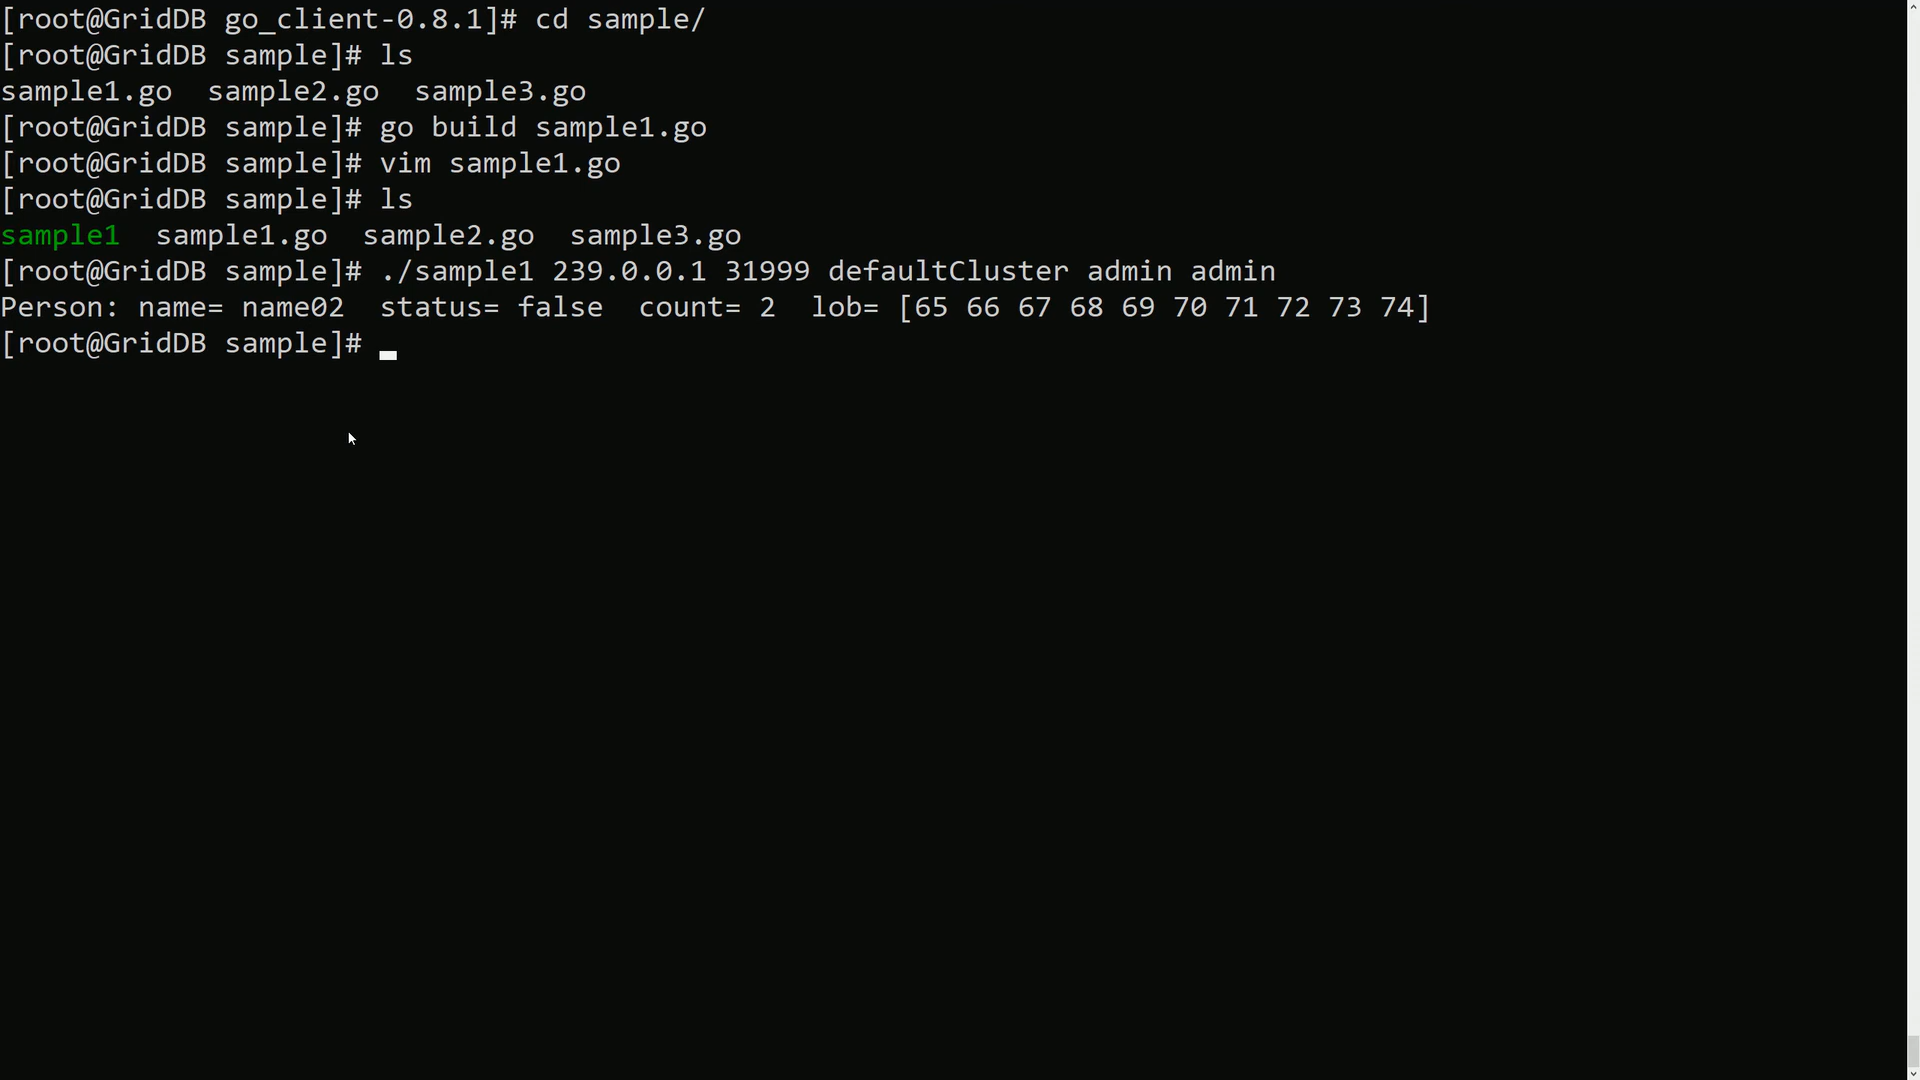 [root@GridDB go_client-0.8.1]# cd sample/
[root@GridDB sample]# ls
sample1.go  sample2.go  sample3.go
[root@GridDB sample]# go build sample1.go
[root@GridDB sample]# vim sample1.go
[root@GridDB sample]# ls
sample1  sample1.go  sample2.go  sample3.go
[root@GridDB sample]# ./sample1 239.0.0.1 31999 defaultCluster admin admin
Person: name= name02  status= false  count= 2  lob= [65 66 67 68 69 70 71 72 73 74]
[root@GridDB sample]#